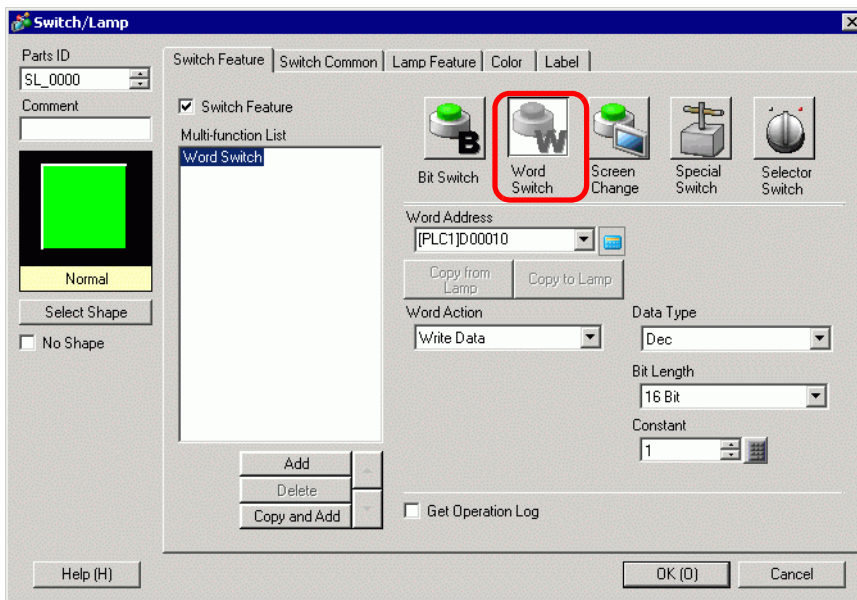 Switch/Lamp
Parts ID
SL_0000
Comment
Normal
Select Shape
No Shape
Switch Feature
Switch Common
Lamp Feature
Color
Label
Switch Feature
Multi-function List
Word Switch
Add
Delete
Copy and Add
B
Bit Switch
W
Word
Switch
Screen
Change
Special
Switch
Selector
Switch
Word Address
[PLC1]D00010
Copy from
Lamp
Copy to Lamp
Word Action
Write Data
Data Type
Dec
Bit Length
16 Bit
Constant
1
Get Operation Log
Help (H)
OK (O)
Cancel